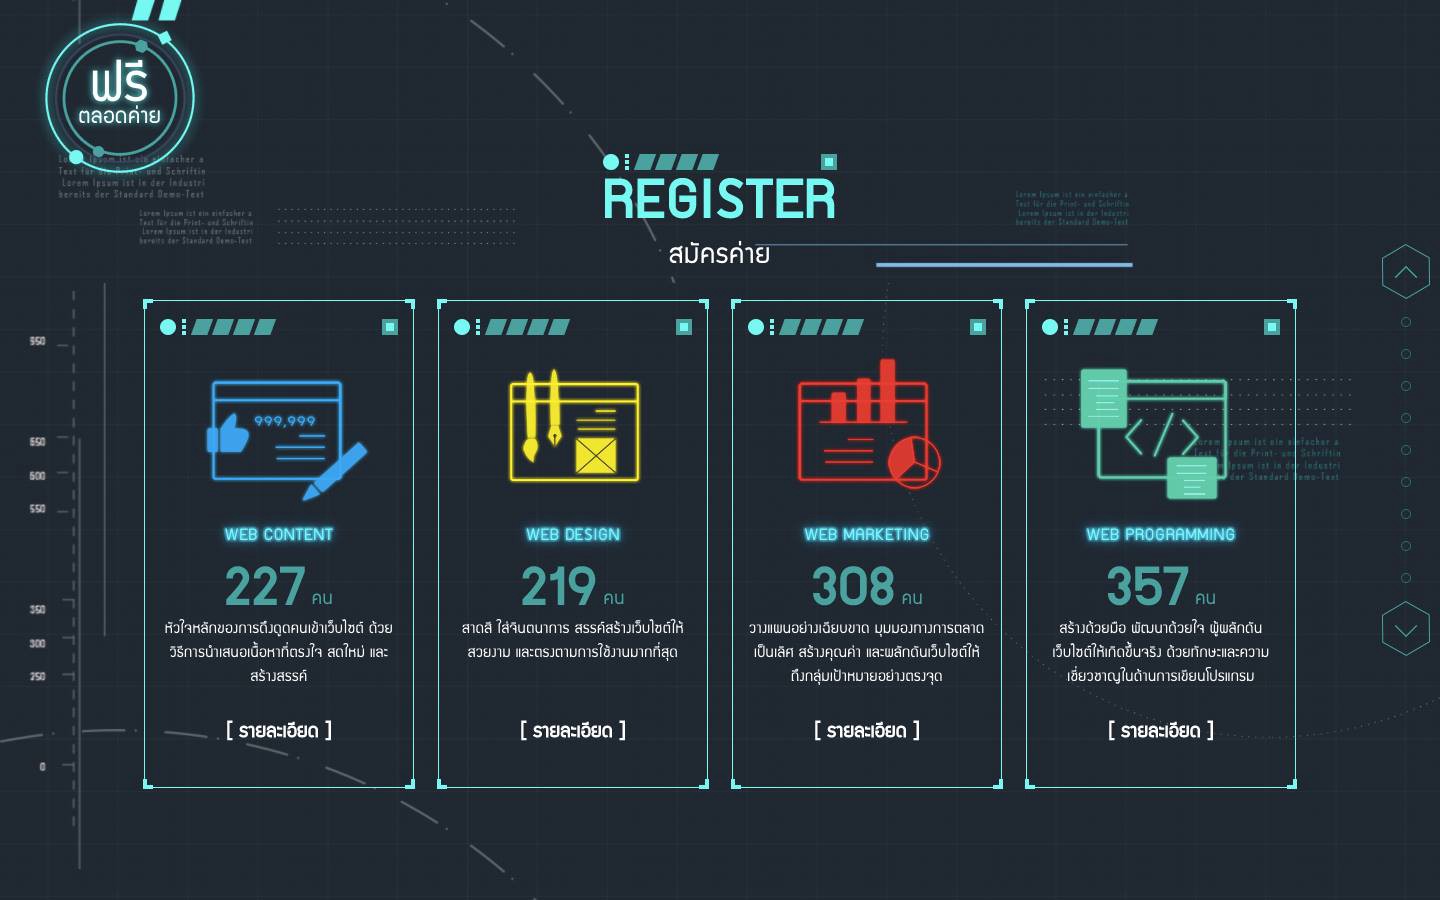 ฟรี
ตลอดค่าย
Lorem Ipsum ist ein einfacher a
Text für die Print- und Schriftin
Lorem Ipsum ist in der Industri
bereits der Standard Demo-Text
Lorem Ipsum ist ein einfacher a
Text für die Print- und Schriftin
Lorem Ipsum ist in der Industri
bereits der Standard Demo-Text
REGISTER
สมัครค่าย
Lorem Ipsum ist ein einfacher a
Text für die Print- und Schriftin
Lorem Ipsum ist in der Industri
bereits der Standard Demo-Text
950
650
600
550
350
300
250
0
999,999
WEB CONTENT
227 คน
หัวใจหลักของการดึงดูดคนเข้าเว็บไซต์ ด้วย
วิธีการนำเสนอเนื้อหาที่ตรงใจ สดใหม่ และ
สร้างสรรค์
[ รายละเอียด ]
WEB DESIGN
219 คน
สาดสี ใส่จินตนาการ สรรค์สร้างเว็บไซต์ให้
สวยงาม และตรงตามการใช้งานมากที่สุด
[ รายละเอียด ]
WEB MARKETING
308 คน
วางแผนอย่างเฉียบขาด มุมมองทางการตลาด
เป็นเลิศ สร้างคุณค่า และผลักดันเว็บไซต์ให้
ถึงกลุ่มเป้าหมายอย่างตรงจุด
[ รายละเอียด ]
</>
ipsum ist ein einfacher a
Text für die Print- und Schriftin
Ipsum ist in der Industri
der Standard Demo-Text
WEB PROGRAMMING
357 คน
สร้างด้วยมือ พัฒนาด้วยใจ ผู้พลักดัน
เว็บไซต์ให้เกิดขึ้นจริง ด้วยทักษะและความ
เชี่ยวชาญในด้านการเขียนโปรแกรม
[ รายละเอียด ]